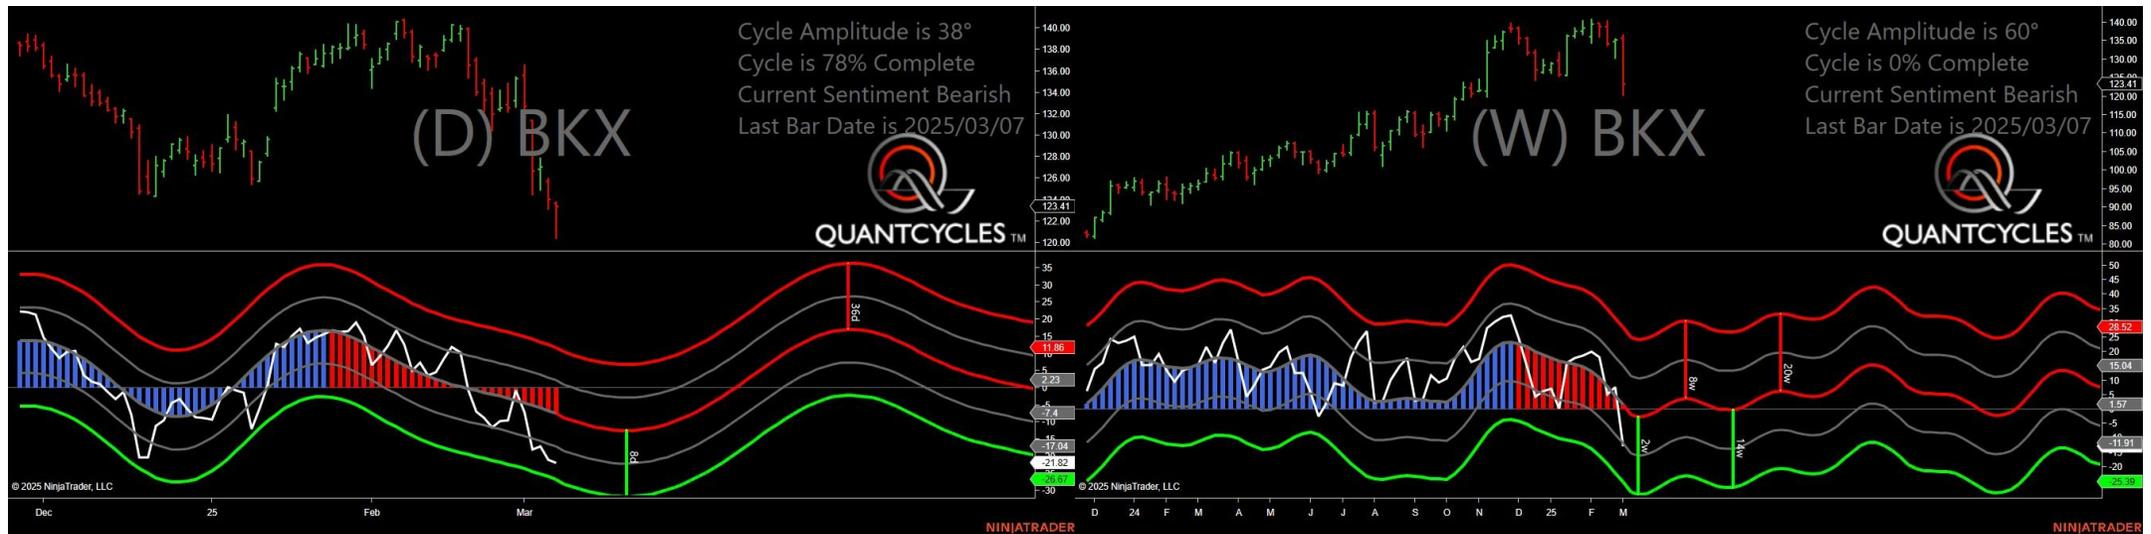 Cycle Amplitude is 38°
Cycle is 78% Complete
Current Sentiment Bearish
Last Bar Date is 2025/03/07
(D) BKX
QUANTCYCLES TM
140.00
138.00
136.00
134.00
132.00
130.00
128.00
126.00
124.00
123.41
122.00
120.00
35
30
25
20
15
11.86
5
2.23
-5
-7.4
-10
-17.04
-21.82
-26.67
-30
36d
8d
© 2025 NinjaTrader, LLC
Dec 25 Feb Mar
NINJATRADER
Cycle Amplitude is 60°
Cycle is 0% Complete
Current Sentiment Bearish
Last Bar Date is 2025/03/07
(W) BKX
QUANTCYCLES TM
140.00
135.00
130.00
123.41
120.00
115.00
110.00
105.00
100.00
95.00
90.00
85.00
80.00
50
45
40
35
28.52
25
20
15.04
10
5
1.57
-5
-11.91
-20
-25.39
8w
20w
2w
14w
© 2025 NinjaTrader, LLC
D 24 F M A M J J A S O N D 25 F M
NINJATRADER